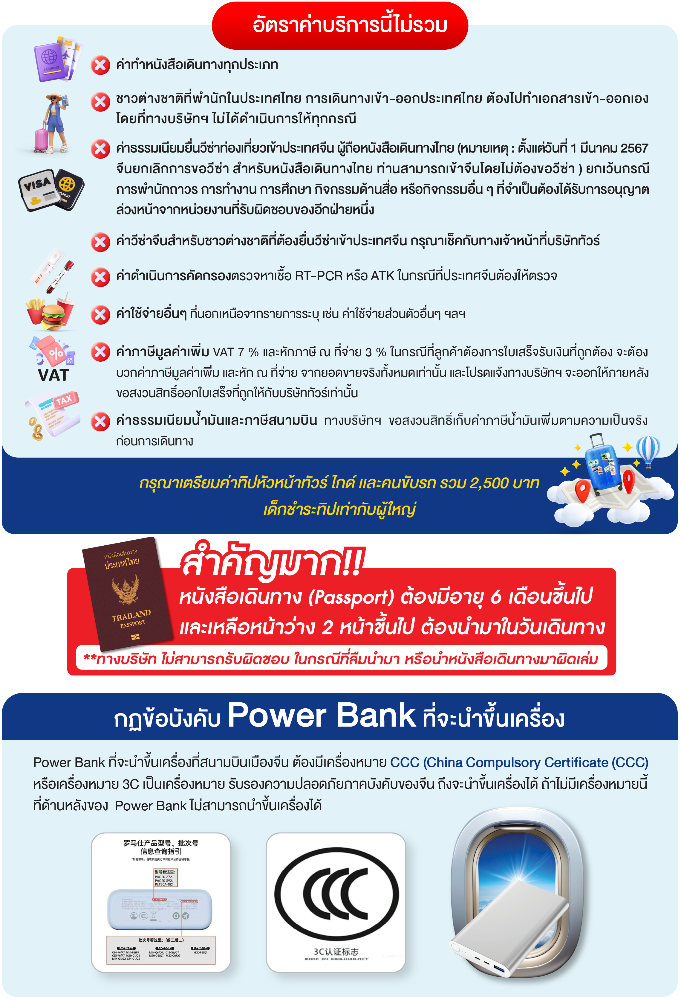 อัตราค่าบริการนี้ไม่รวม
PASSPORT
ค่าทำหนังสือเดินทางทุกประเภท
ชาวต่างชาติที่พำนักในประเทศไทย การเดินทางเข้า-ออกประเทศไทย ต้องไปทำเอกสารเข้า-ออกเอง
โดยที่ทางบริษัทฯ ไม่ได้ดำเนินการให้ทุกกรณี
ค่าธรรมเนียมยื่นวีซ่าท่องเที่ยวเข้าประเทศจีน ผู้ถือหนังสือเดินทางไทย (หมายเหตุ : ตั้งแต่วันที่ 1 มีนาคม 2567
จีนยกเลิกการขอวีซ่า สำหรับหนังสือเดินทางไทย ท่านสามารถเข้าจีนโดยไม่ต้องขอวีซ่า ) ยกเว้นกรณี
VISA
การพำนักถาวร การทำงาน การศึกษา กิจกรรมด้านสื่อ หรือกิจกรรมอื่น ๆ ที่จำเป็นต้องได้รับการอนุญาต
ล่วงหน้าจากหน่วยงานที่รับผิดชอบของอีกฝ่ายหนึ่ง
ค่าวีซ่าจีนสำหรับชาวต่างชาติที่ต้องยื่นวีซ่าเข้าประเทศจีน กรุณาเช็คกับทางเจ้าหน้าที่บริษัททัวร์
COVID-19
ค่าดำเนินการคัดกรองตรวจหาเชื้อ RT-PCR หรือ ATK ในกรณีที่ประเทศจีนต้องให้ตรวจ
ค่าใช้จ่ายอื่นๆ ที่นอกเหนือจากรายการระบุ เช่น ค่าใช้จ่ายส่วนตัวอื่นๆ ฯลฯ
ค่าภาษีมูลค่าเพิ่ม VAT 7 % และหักภาษี ณ ที่จ่าย 3 % ในกรณีที่ลูกค้าต้องการใบเสร็จรับเงินที่ถูกต้อง จะต้อง
บวกค่าภาษีมูลค่าเพิ่ม และหัก ณ ที่จ่าย จากยอดขายจริงทั้งหมดเท่านั้น และโปรดแจ้งทางบริษัทฯ จะออกให้ภายหลัง
VAT
ขอสงวนสิทธิ์ออกใบเสร็จที่ถูกให้กับบริษัททัวร์เท่านั้น
TAX
ค่าธรรมเนียมน้ำมันและภาษีสนามบิน ทางบริษัทฯ ขอสงวนสิทธิ์เก็บค่าภาษีน้ำมันเพิ่มตามความเป็นจริง
ก่อนการเดินทาง
กรุณาเตรียมค่าทิปหัวหน้าทัวร์ ไกด์ และคนขับรถ รวม 2,500 บาท
เด็กชำระทิปเท่ากับผู้ใหญ่
สำคัญมาก!!
หนังสือเดินทาง
ประเทศไทย
THAILAND
PASSPORT
หนังสือเดินทาง (Passport) ต้องมีอายุ 6 เดือนขึ้นไป
และเหลือหน้าว่าง 2 หน้าขึ้นไป ต้องนำมาในวันเดินทาง
**ทางบริษัท ไม่สามารถรับผิดชอบ ในกรณีที่ลืมนำมา หรือนำหนังสือเดินทางมาผิดเล่ม
กฎข้อบังคับ Power Bank ที่จะนำขึ้นเครื่อง
Power Bank ที่จะนำขึ้นเครื่องที่สนามบินเมืองจีน ต้องมีเครื่องหมาย CCC (China Compulsory Certificate (CCC)
หรือเครื่องหมาย 3C เป็นเครื่องหมาย รับรองความปลอดภัยภาคบังคับของจีน ถึงจะนำขึ้นเครื่องได้ ถ้าไม่มีเครื่องหมายนี้
ที่ด้านหลังของ Power Bank ไม่สามารถนำขึ้นเครื่องได้
罗马仕产品型号、批次号
信息查询指引
*如需帮助，请联系购买订单对应平台的店铺客服。
型号看这里：
PAC20-272、
PAC20-392、
PLT20A-152
批次号看这里：(前三后二)
PAC20-272
PAC20-392
PLT20A-152
CCC
3C认证标志
MADE BY WWW.U148.NET